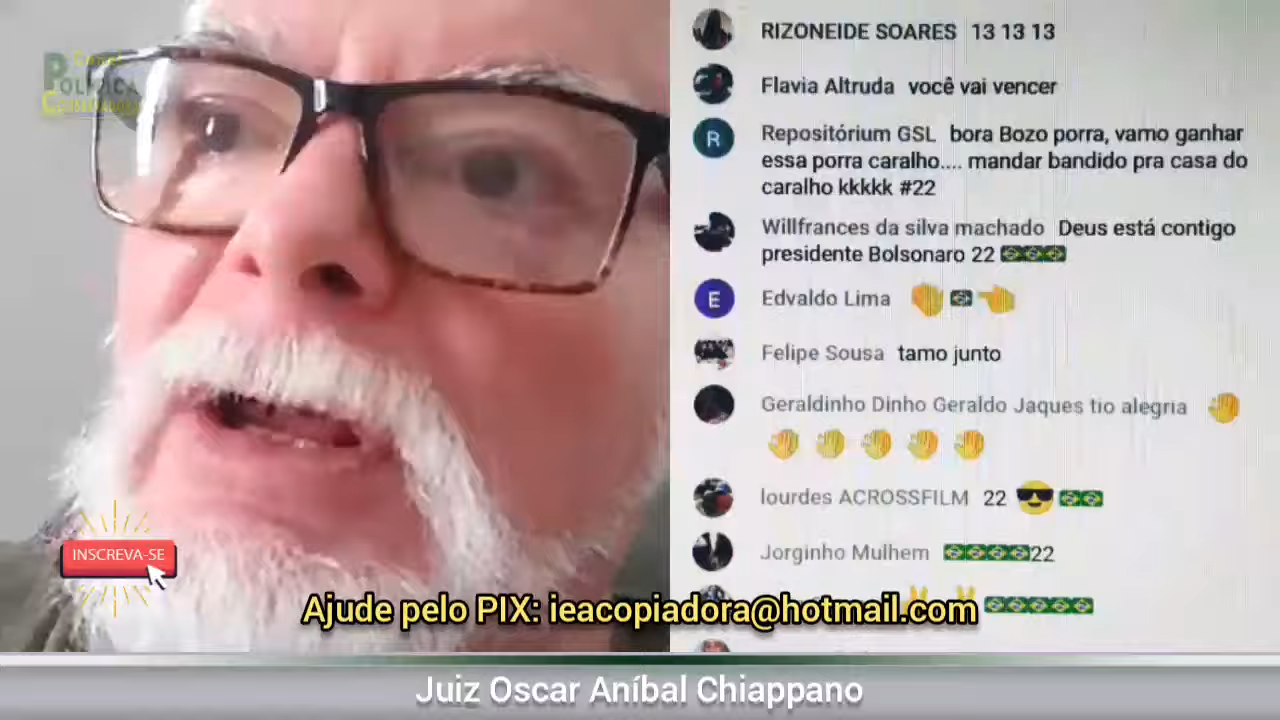 POLÍTICA
INSCREVA-SE
RIZONEIDE SOARES 13 13 13
Flavia Altruda você vai vencer
R
Repositórium GSL bora Bozo porra, vamo ganhar
essa porra caralho.... mandar bandido pra casa do
caralho kkkkk #22
Willfrances da silva machado Deus está contigo
presidente Bolsonaro 22
E
Edvaldo Lima
Felipe Sousa tamo junto
Geraldinho Dinho Geraldo Jaques tio alegria
lourdes ACROSSFILM 22
Jorginho Mulhem 22
Ajude pelo PIX: ieacopiadora@hotmail.com
Juiz Oscar Aníbal Chiappano